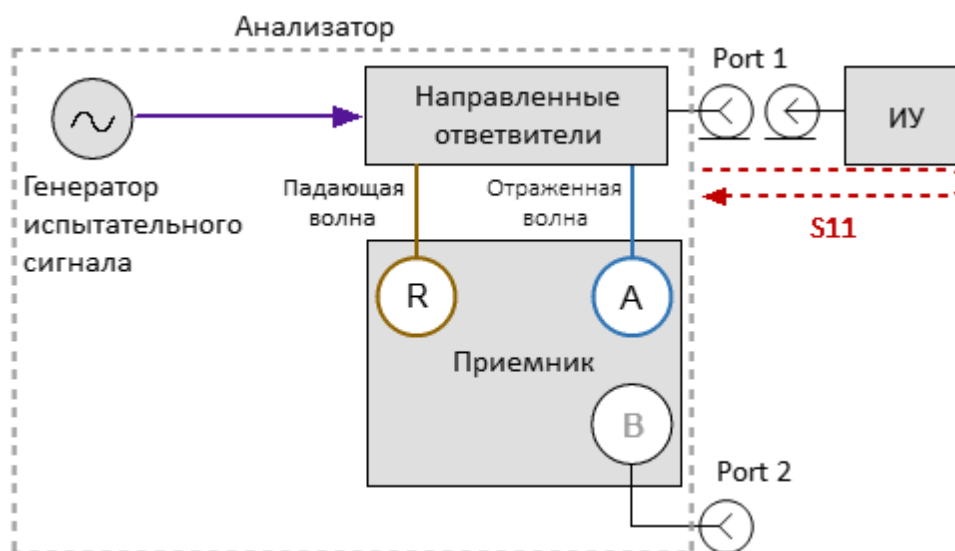 Анализатор
Port 1
Направленные
ответвители
ИУ
Генератор
испытательного
сигнала
Падающая
волна
Отраженная
волна
S11
R
A
Приемник
B
Port 2